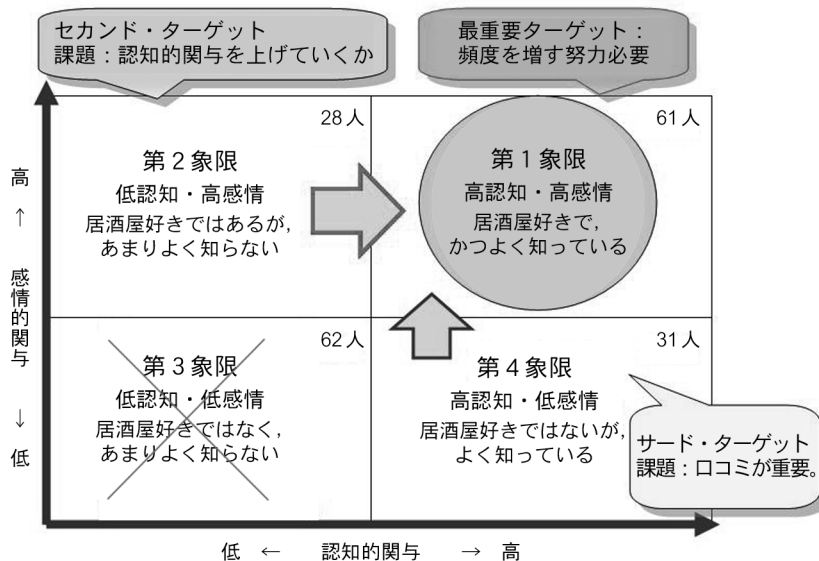 セカンド・ターゲット
課題：認知的関与を上げていくか
最重要ターゲット：
頻度を増す努力必要
28人
第2象限
低認知・高感情
居酒屋好きではあるが，
あまりよく知らない
61人
第1象限
高認知・高感情
居酒屋好きで，
かつよく知っている
62人
第3象限
低認知・低感情
居酒屋好きではなく，
あまりよく知らない
31人
第4象限
高認知・低感情
居酒屋好きではないが，
よく知っている
サード・ターゲット
課題：口コミが重要。
高 ← 感情的関与 → 低
低 ← 認知的関与 → 高